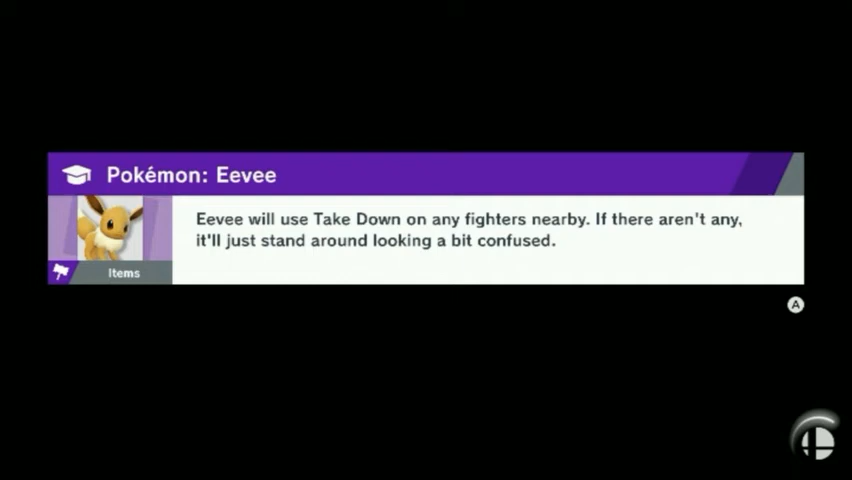 Pokémon: Eevee
Eevee will use Take Down on any fighters nearby. If there aren't any,
it'll just stand around looking a bit confused.
Items
A